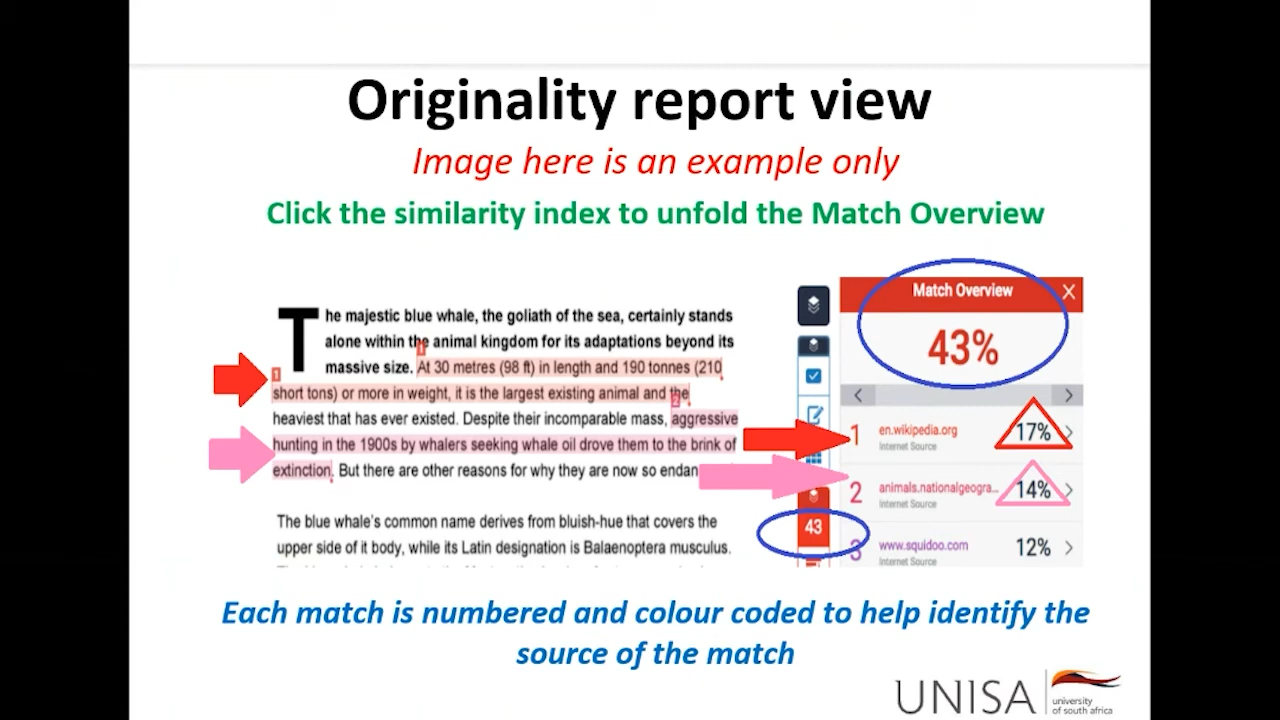 Originality report view
Image here is an example only
Click the similarity index to unfold the Match Overview
The majestic blue whale, the goliath of the sea, certainly stands
alone within the animal kingdom for its adaptations beyond its
1
massive size. At 30 metres (98 ft) in length and 190 tonnes (210
1
short tons) or more in weight, it is the largest existing animal and the
2
heaviest that has ever existed. Despite their incomparable mass, aggressive
hunting in the 1900s by whalers seeking whale oil drove them to the brink of
extinction. But there are other reasons for why they are now so
The blue whale's common name derives from bluish-hue that covers the
upper side of it body, while its Latin designation is Balaenoptera musculus.
43
Match Overview X
43%
1 en.wikipedia.org 17%
Internet Source
2 animals.nationalgeogra... 14%
Internet Source
3 www.squidoo.com 12%
Internet Source
Each match is numbered and colour coded to help identify the
source of the match
UNISA
university
of south africa